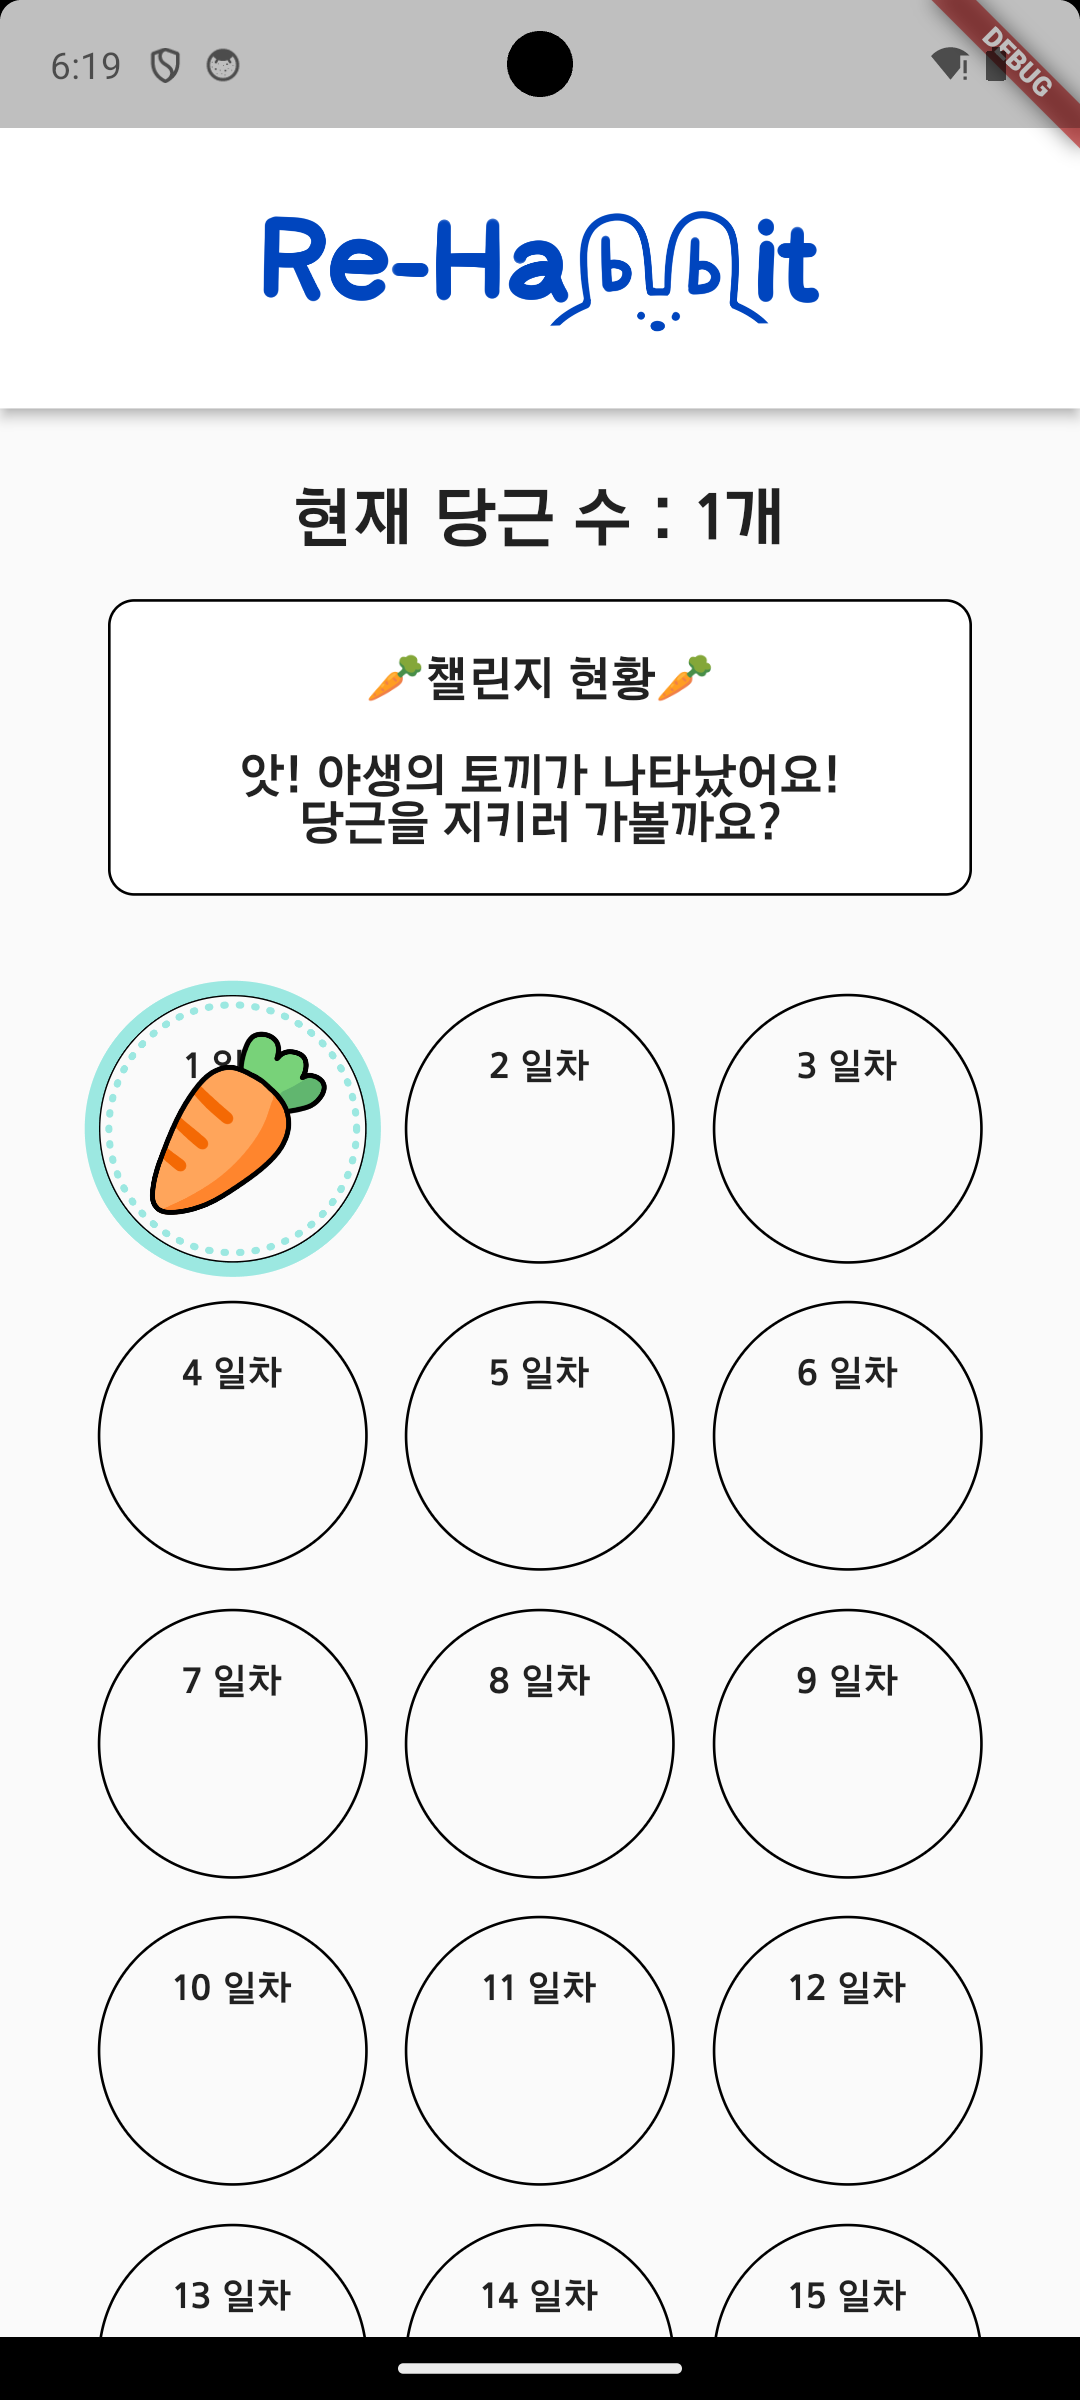 6:19
DEBUG
Re-Habbit
현재 당근 수 : 1개
🥕챌린지 현황🥕
앗! 야생의 토끼가 나타났어요!
당근을 지키러 가볼까요?
1
2 일차
3 일차
4 일차
5 일차
6 일차
7 일차
8 일차
9 일차
10 일차
11 일차
12 일차
13 일차
14 일차
15 일차